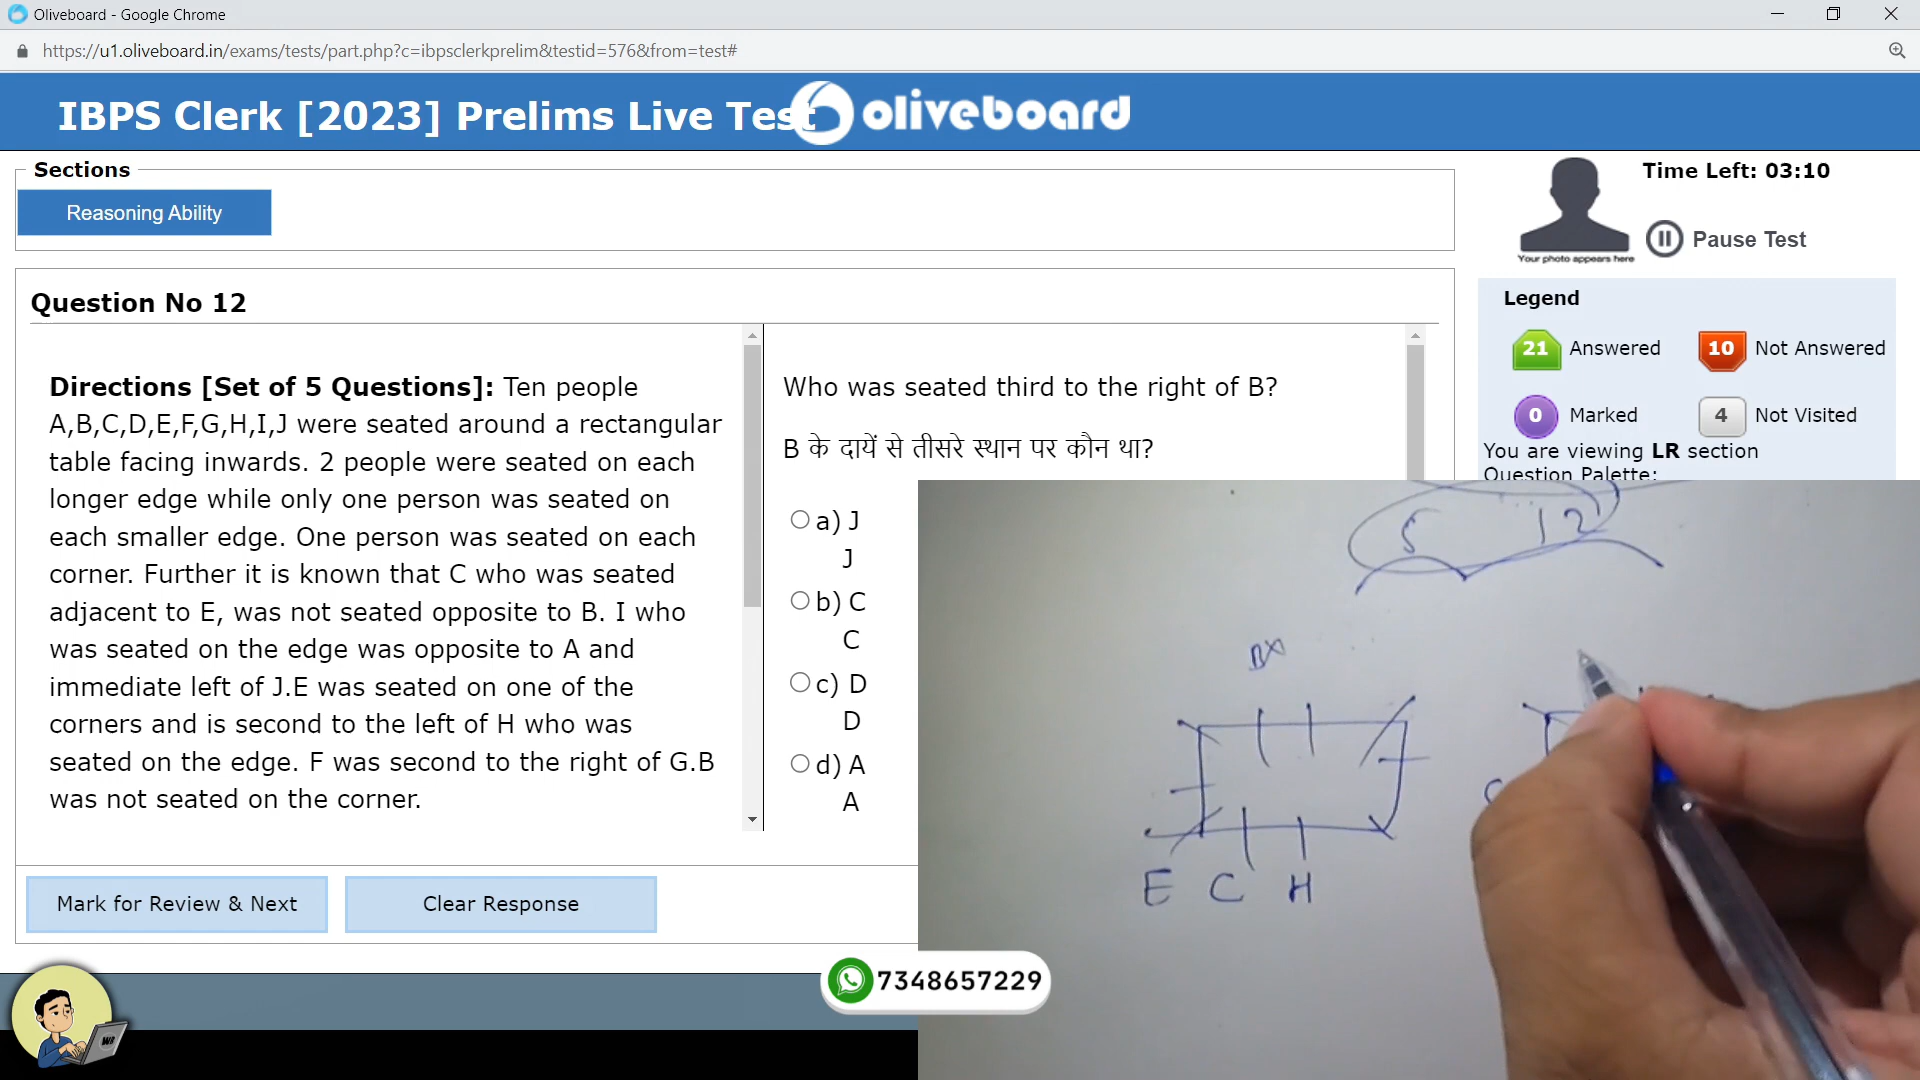 Oliveboard - Google Chrome
https://u1.oliveboard.in/exams/tests/part.php?c=ibpsclerkprelim&testid=576&from=test#
IBPS Clerk [2023] Prelims Live Test
oliveboard
Sections
Reasoning Ability
Time Left: 03:10
Pause Test
Your photo appears here
Question No 12
Directions [Set of 5 Questions]: Ten people
A,B,C,D,E,F,G,H,I,J were seated around a rectangular
table facing inwards. 2 people were seated on each
longer edge while only one person was seated on
each smaller edge. One person was seated on each
corner. Further it is known that C who was seated
adjacent to E, was not seated opposite to B. I who
was seated on the edge was opposite to A and
immediate left of J.E was seated on one of the
corners and is second to the left of H who was
seated on the edge. F was second to the right of G.B
was not seated on the corner.
Who was seated third to the right of B?
B के दायें से तीसरे स्थान पर कौन था?
a) J
J
b) C
C
c) D
D
d) A
A
Legend
21 Answered
10 Not Answered
0 Marked
4 Not Visited
You are viewing LR section
Question Palette:
5 12
B×
E C H
Mark for Review & Next
Clear Response
7348657229